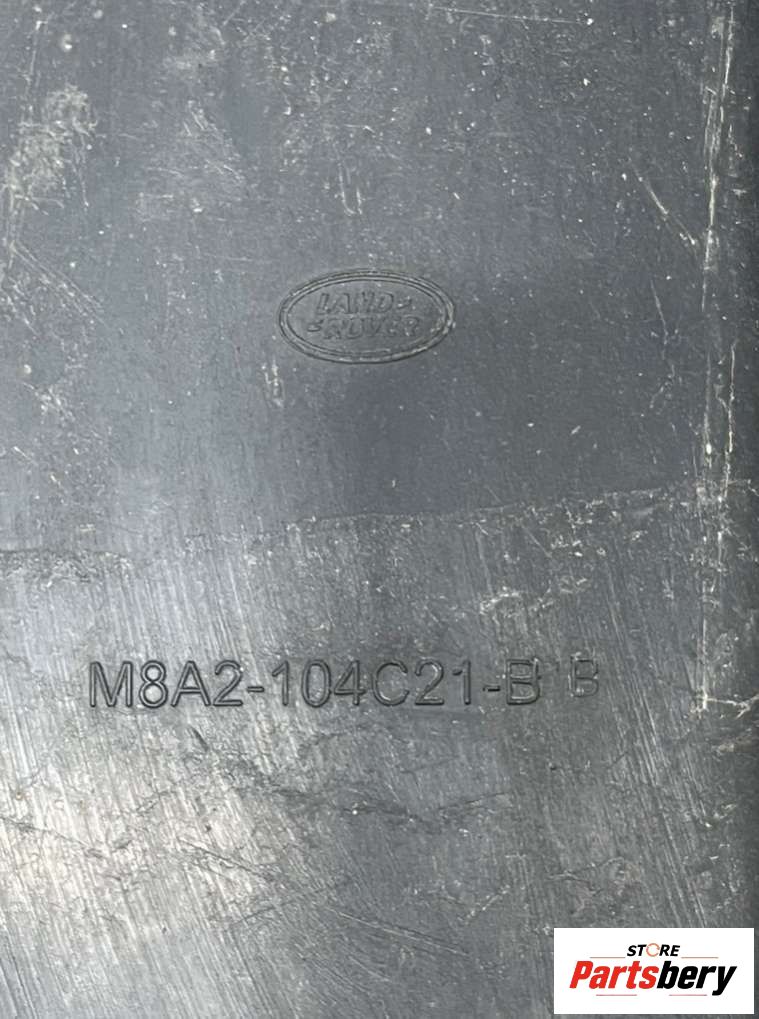 LAND
ROVER
M8A2-104C21-B B
STORE
Partsbery